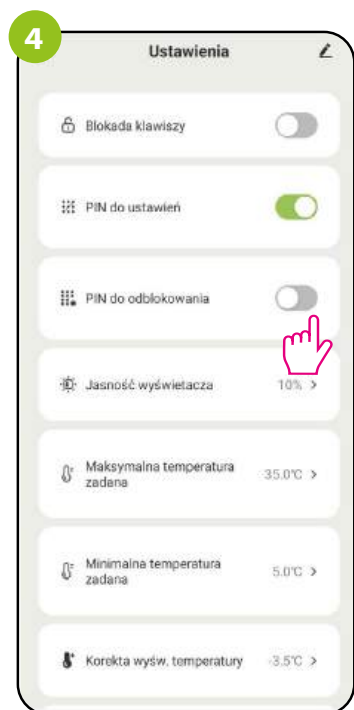 4
Ustawienia
Blokada klawiszy
PIN do ustawień
PIN do odblokowania
Jasność wyświetacza
10% >
Maksymalna temperatura
zadana
35.0°C >
Minimalna temperatura
zadana
5.0°C >
Korekta wyśw. temperatury
-3.5°C >